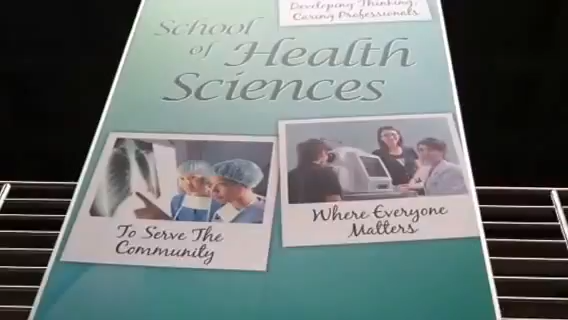 Developing Thinking,
Caring Professionals
School
of Health
Sciences
To Serve The
Community
Where Everyone
Matters